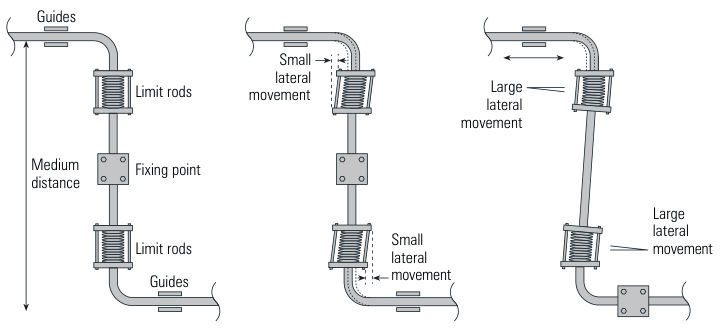 Guides
Limit rods
Medium
distance
Fixing point
Limit rods
Guides
Small
lateral
movement
Small
lateral
movement
Large
lateral
movement
Large
lateral
movement